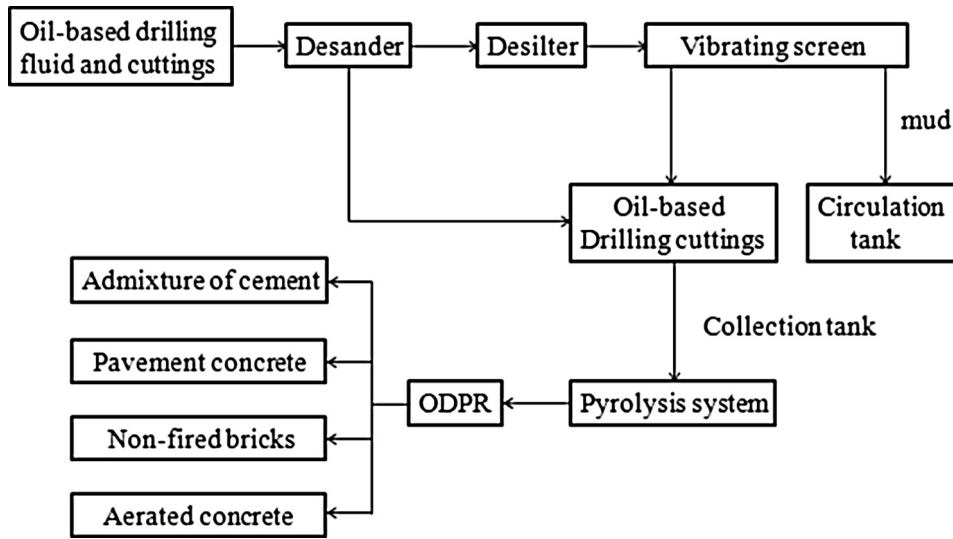 Oil-based drilling
fluid and cuttings
Desander
Desilter
Vibrating screen
mud
Oil-based
Drilling cuttings
Circulation
tank
Admixture of cement
Collection tank
Pavement concrete
ODPR
Pyrolysis system
Non-fired bricks
Aerated concrete